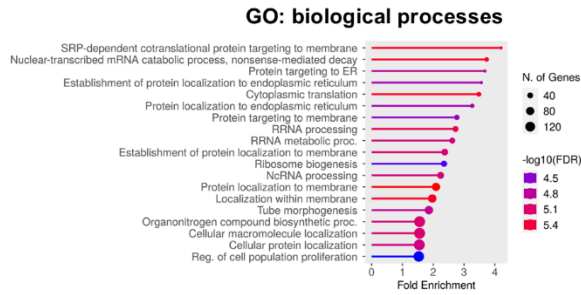 GO: biological processes
SRP-dependent cotranslational protein targeting to membrane
Nuclear-transcribed mRNA catabolic process, nonsense-mediated decay
Protein targeting to ER
Establishment of protein localization to endoplasmic reticulum
Cytoplasmic translation
Protein localization to endoplasmic reticulum
Protein targeting to membrane
RRNA processing
RRNA metabolic proc.
Establishment of protein localization to membrane
Ribosome biogenesis
NcRNA processing
Protein localization to membrane
Localization within membrane
Tube morphogenesis
Organonitrogen compound biosynthetic proc.
Cellular macromolecule localization
Cellular protein localization
Reg. of cell population proliferation
0 1 2 3 4
Fold Enrichment
N. of Genes
40
80
120
-log10(FDR)
4.5
4.8
5.1
5.4